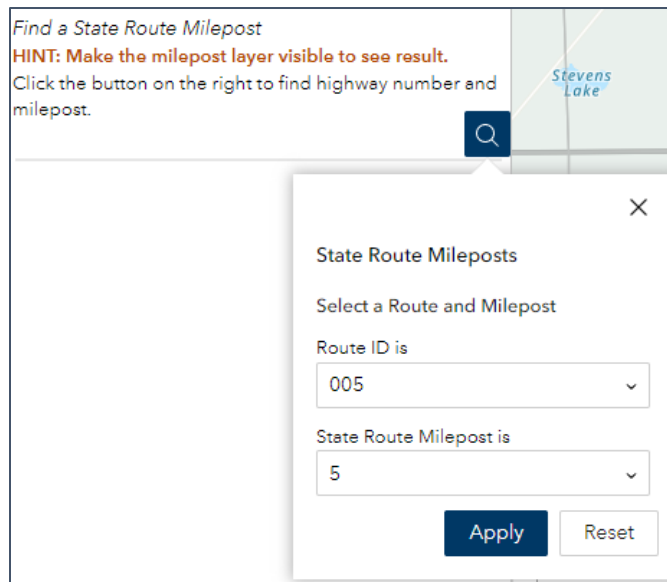 Find a State Route Milepost
HINT: Make the milepost layer visible to see result.
Click the button on the right to find highway number and
milepost.
Stevens
Lake
State Route Mileposts
Select a Route and Milepost
Route ID is
005
State Route Milepost is
5
Apply
Reset